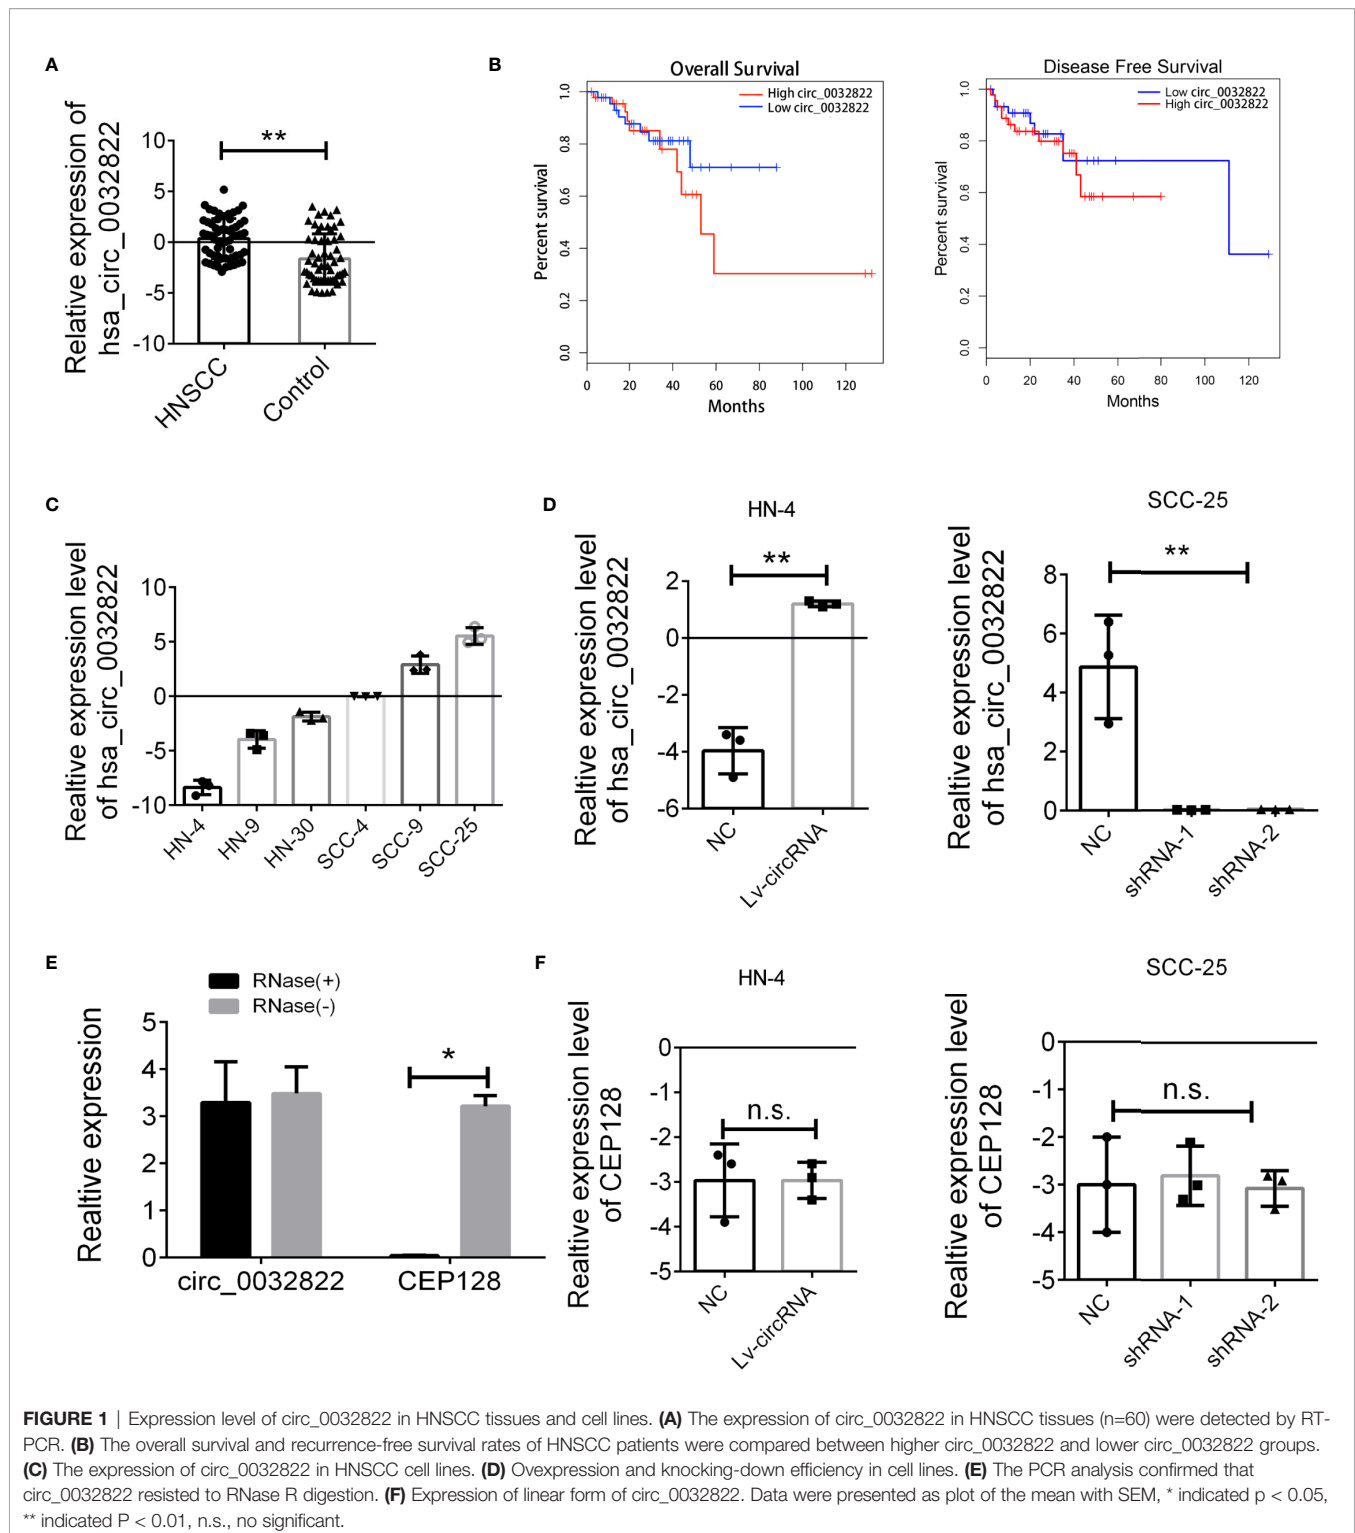 A
Relative expression of
hsa_circ_0032822
10
5
0
-5
-10
**
HNSCC
Control
B
Overall Survival
High circ_0032822
Low circ_0032822
Percent survival
1.0
0.8
0.6
0.4
0.2
0.0
0 20 40 60 80 100 120
Months
Disease Free Survival
Low circ_0032822
High circ_0032822
Percent survival
1.0
0.8
0.6
0.4
0.2
0.0
0 20 40 60 80 100 120
Months
C
Realtive expression level
of hsa_circ_0032822
10
5
0
-5
-10
HN-4
HN-9
HN-30
SCC-4
SCC-9
SCC-25
D
HN-4
Realtive expression level
of hsa_circ_0032822
**
2
0
-2
-4
-6
NC
Lv-circRNA
SCC-25
Realtive expression level
of hsa_circ_0032822
**
8
6
4
2
0
NC
shRNA-1
shRNA-2
E
RNase(+)
RNase(-)
Realtive expression
5
4
3
2
1
0
*
circ_0032822
CEP128
F
HN-4
Realtive expression level
of CEP128
0
-1
-2
-3
-4
-5
n.s.
NC
Lv-circRNA
SCC-25
Realtive expression level
of CEP128
0
-1
-2
-3
-4
-5
n.s.
NC
shRNA-1
shRNA-2
FIGURE 1 | Expression level of circ_0032822 in HNSCC tissues and cell lines. (A) The expression of circ_0032822 in HNSCC tissues (n=60) were detected by RT-
PCR. (B) The overall survival and recurrence-free survival rates of HNSCC patients were compared between higher circ_0032822 and lower circ_0032822 groups.
(C) The expression of circ_0032822 in HNSCC cell lines. (D) Ovexpression and knocking-down efficiency in cell lines. (E) The PCR analysis confirmed that
circ_0032822 resisted to RNase R digestion. (F) Expression of linear form of circ_0032822. Data were presented as plot of the mean with SEM, * indicated p < 0.05,
** indicated P < 0.01, n.s., no significant.